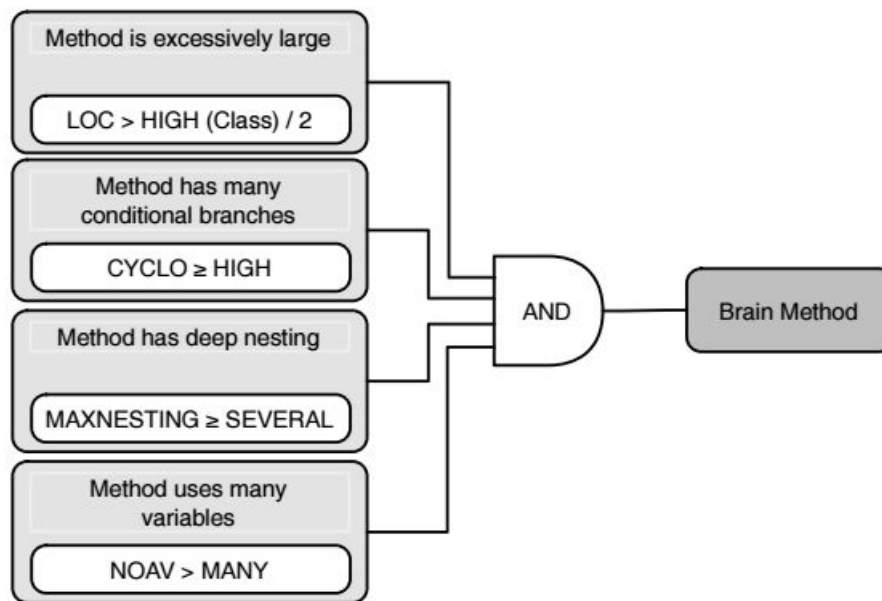 Method is excessively large
LOC > HIGH (Class) / 2
Method has many
conditional branches
CYCLO ≥ HIGH
Method has deep nesting
MAXNESTING ≥ SEVERAL
Method uses many
variables
NOAV > MANY
AND
Brain Method